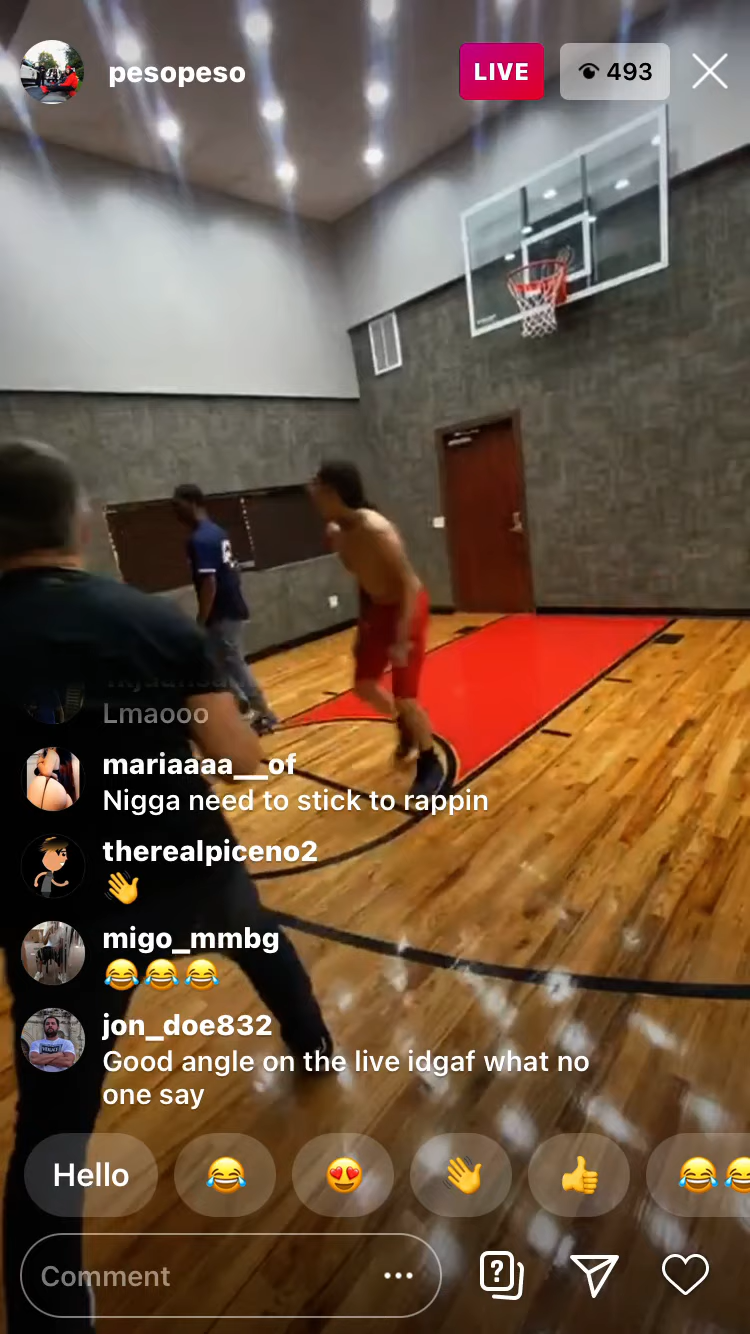 pesopeso
LIVE
493
Lmaooo
mariaaaa__of
Nigga need to stick to rappin
therealpiceno2
👋
migo_mmbg
😂😂😂
jon_doe832
Good angle on the live idgaf what no
one say
Hello 😂 😍 👋 👍 😂😂
Comment ...